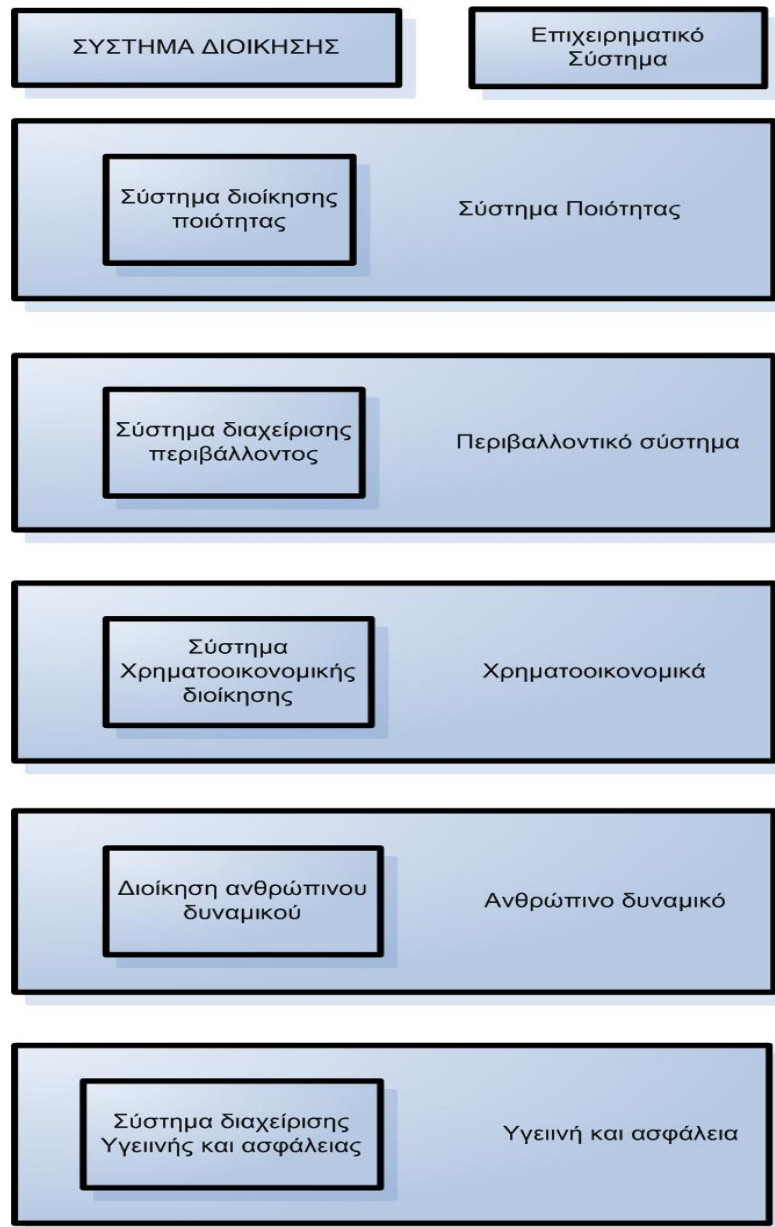 ΣΥΣΤΗΜΑ ΔΙΟΙΚΗΣΗΣ
Επιχειρηματικό
Σύστημα
Σύστημα διοίκησης
ποιότητας
Σύστημα Ποιότητας
Σύστημα διαχείρισης
περιβάλλοντος
Περιβαλλοντικό σύστημα
Σύστημα
Χρηματοοικονομικής
διοίκησης
Χρηματοοικονομικά
Διοίκηση ανθρώπινου
δυναμικού
Ανθρώπινο δυναμικό
Σύστημα διαχείρισης
Υγειινής και ασφάλειας
Υγειινή και ασφάλεια